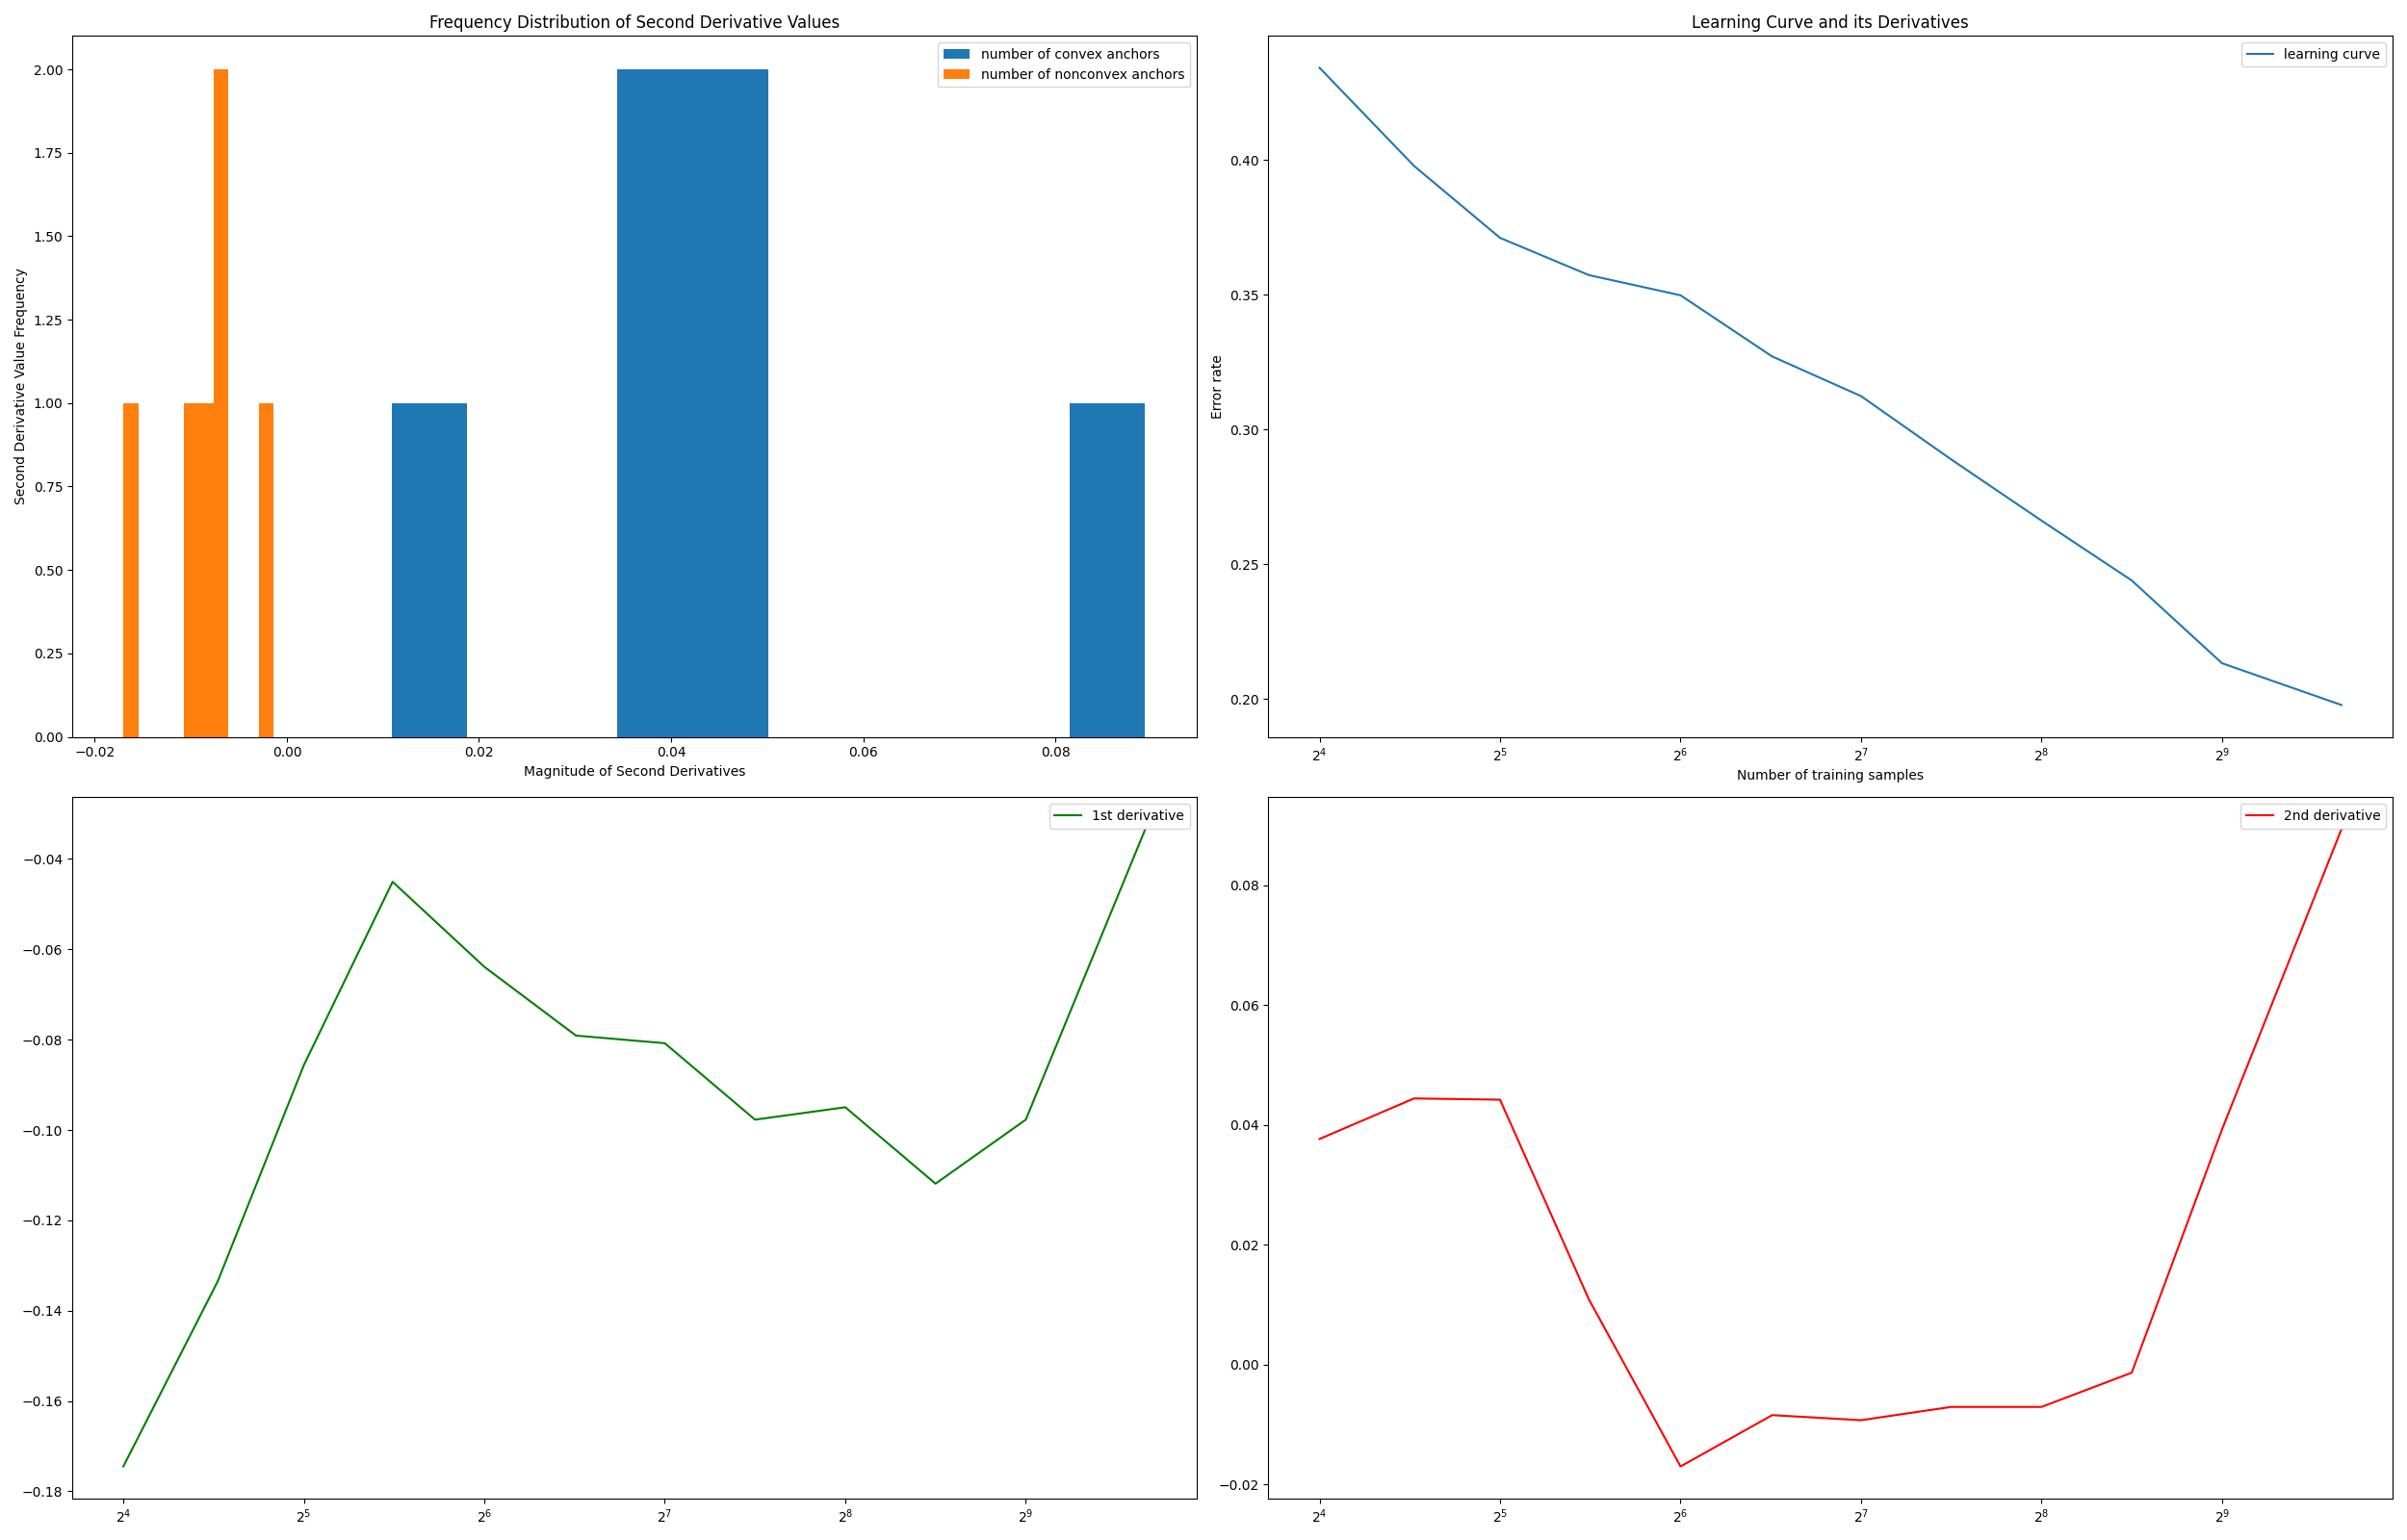 Frequency Distribution of Second Derivative Values
number of convex anchors
number of nonconvex anchors
Second Derivative Value Frequency
2.00
1.75
1.50
1.25
1.00
0.75
0.50
0.25
0.00
−0.02 0.00 0.02 0.04 0.06 0.08
Magnitude of Second Derivatives
Learning Curve and its Derivatives
learning curve
Error rate
0.40
0.35
0.30
0.25
0.20
2⁴ 2⁵ 2⁶ 2⁷ 2⁸ 2⁹
Number of training samples
1st derivative
−0.04
−0.06
−0.08
−0.10
−0.12
−0.14
−0.16
−0.18
2⁴ 2⁵ 2⁶ 2⁷ 2⁸ 2⁹
2nd derivative
0.08
0.06
0.04
0.02
0.00
−0.02
2⁴ 2�5 2⁶ 2⁷ 2⁸ 2⁹